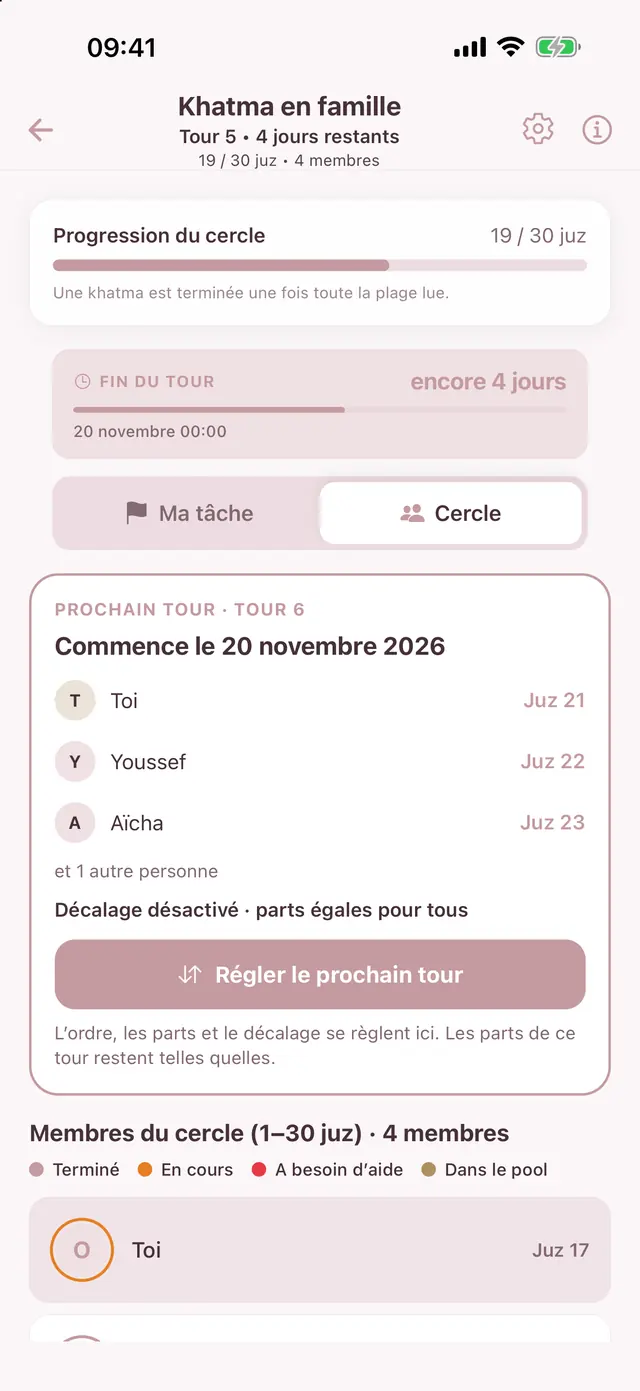 09:41
Khatma en famille
Tour 5 • 4 jours restants
19 / 30 juz • 4 membres
Progression du cercle
19 / 30 juz
Une khatma est terminée une fois toute la plage lue.
FIN DU TOUR
encore 4 jours
20 novembre 00:00
Ma tâche
Cercle
PROCHAIN TOUR · TOUR 6
Commence le 20 novembre 2026
T Toi Juz 21
Y Youssef Juz 22
A Aïcha Juz 23
et 1 autre personne
Décalage désactivé · parts égales pour tous
Régler le prochain tour
L’ordre, les parts et le décalage se règlent ici. Les parts de ce
tour restent telles quelles.
Membres du cercle (1–30 juz) · 4 membres
Terminé En cours A besoin d’aide Dans le pool
O Toi Juz 17